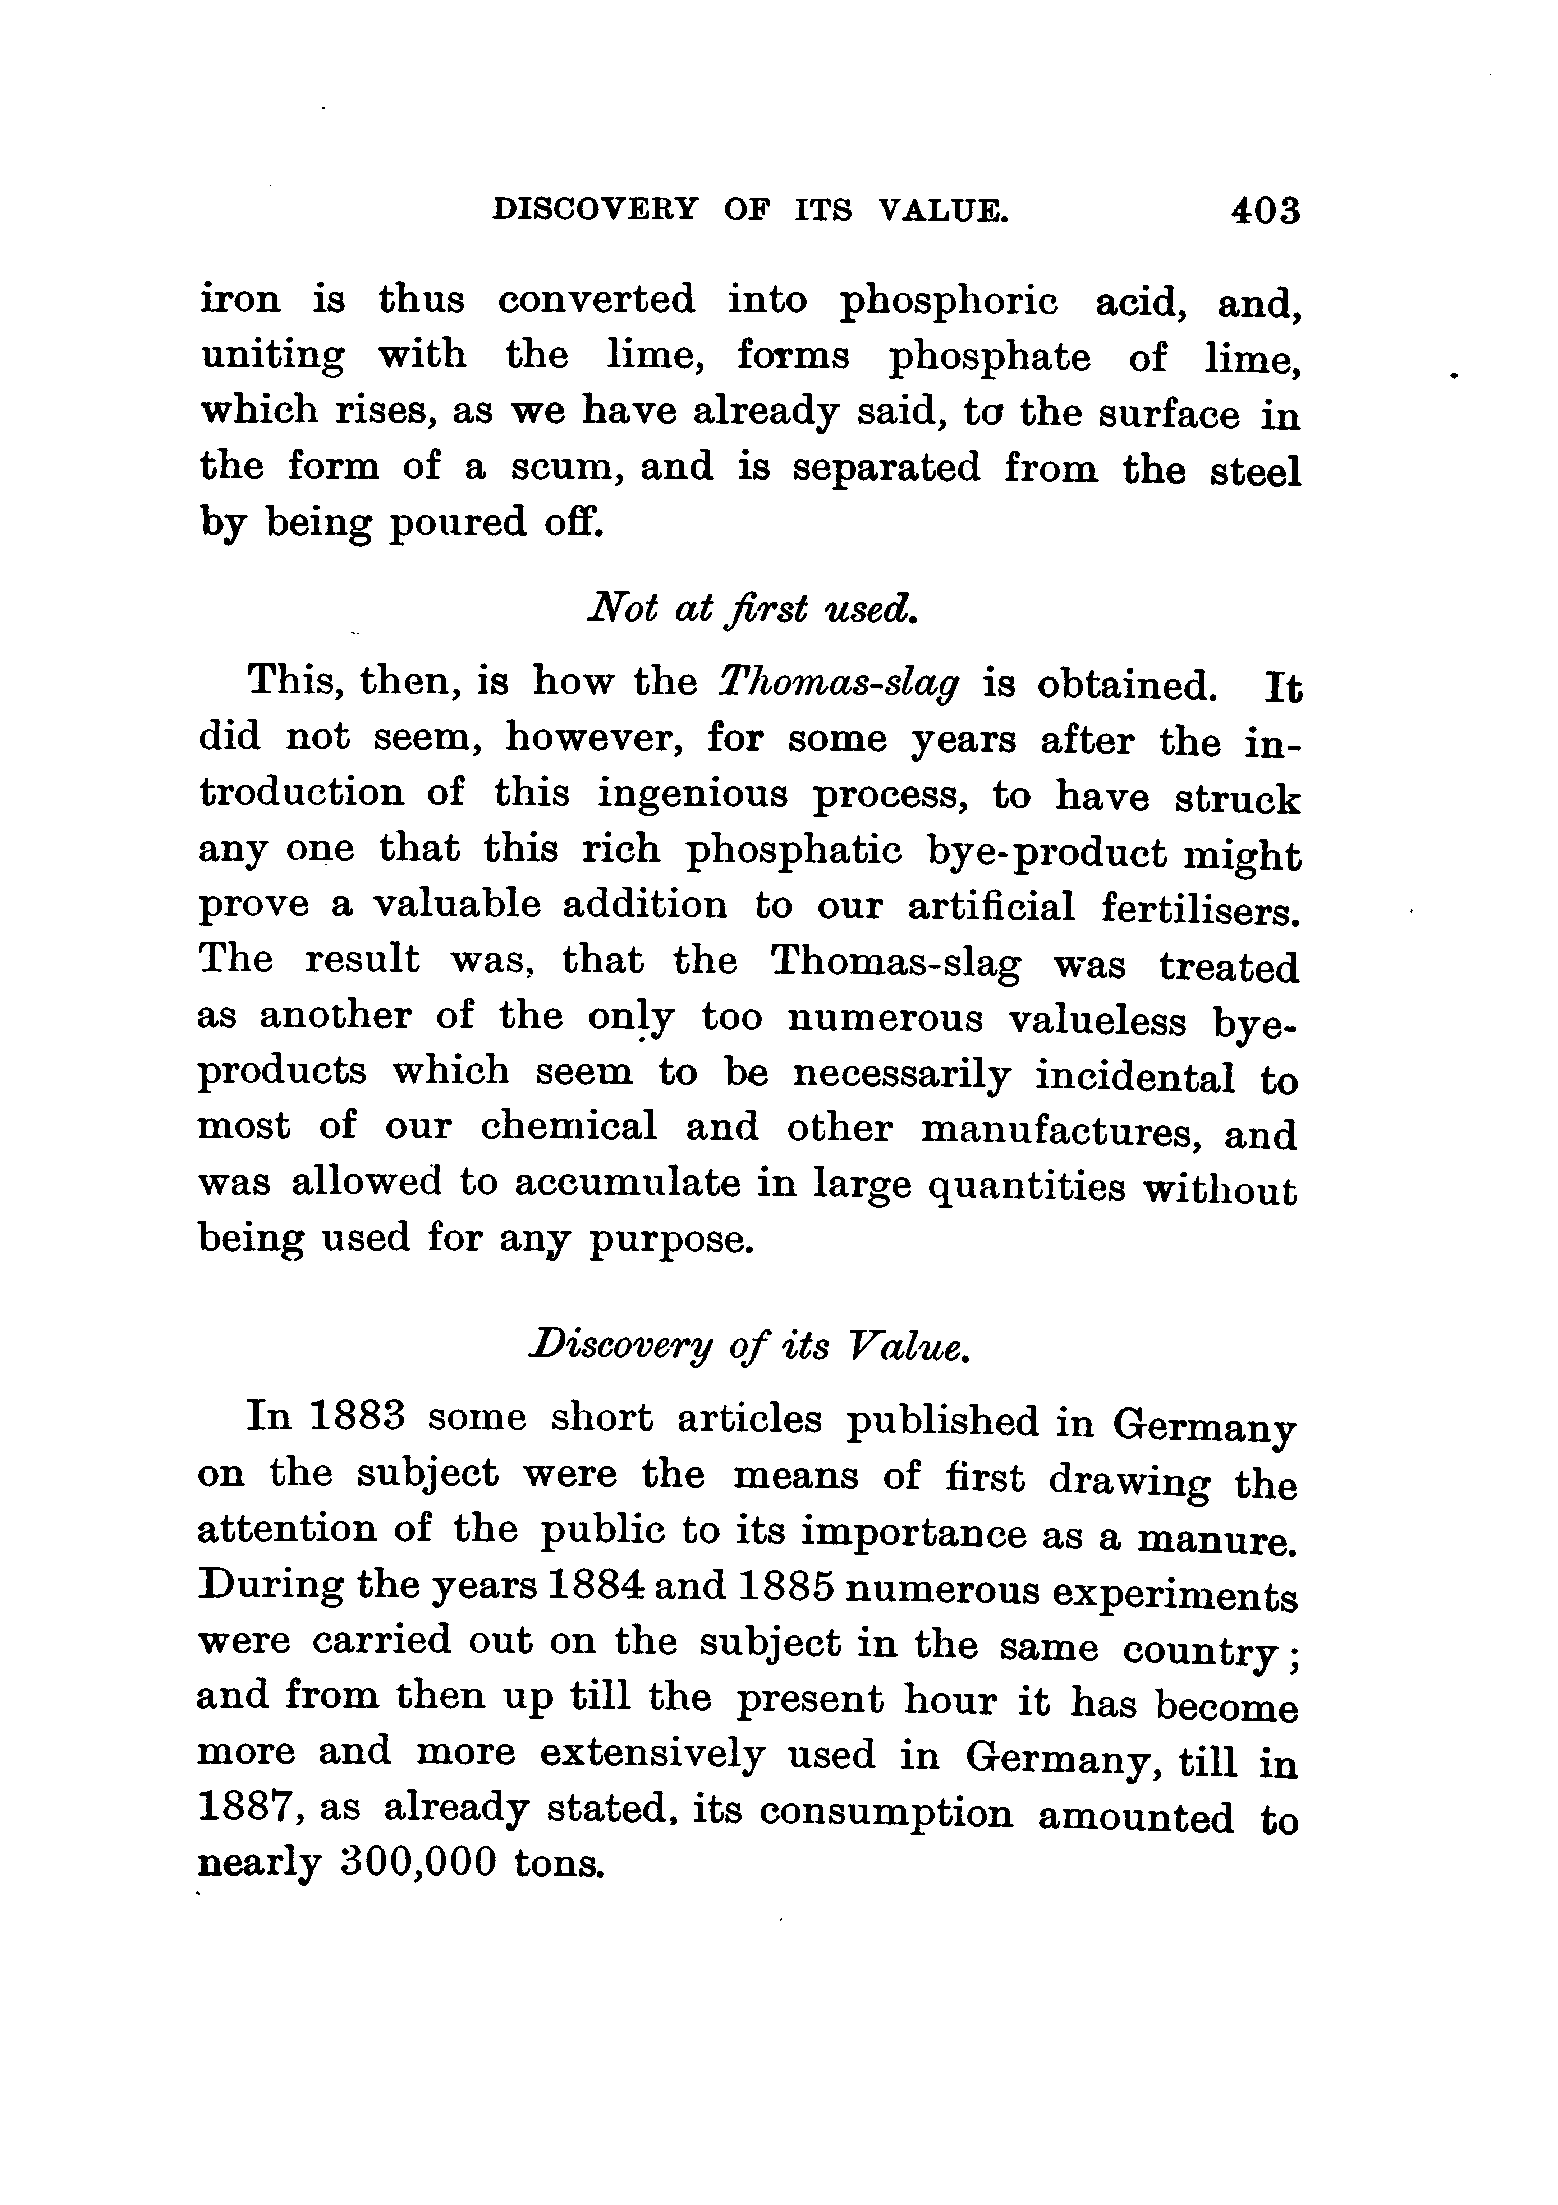 DISCOVERY OF ITS VALUE. 403
iron is thus converted into phosphoric acid, and,
uniting with the lime, forms phosphate of lime,
which rises, as we have already said, to the surface in
the form of a scum, and is separated from the steel
by being poured off.
Not at first used.
This, then, is how the Thomas-slag is obtained. It
did not seem, however, for some years after the in-
troduction of this ingenious process, to have struck
any one that this rich phosphatic bye-product might
prove a valuable addition to our artificial fertilisers.
The result was, that the Thomas-slag was treated
as another of the only too numerous valueless bye-
products which seem to be necessarily incidental to
most of our chemical and other manufactures, and
was allowed to accumulate in large quantities without
being used for any purpose.
Discovery of its Value.
In 1883 some short articles published in Germany
on the subject were the means of first drawing the
attention of the public to its importance as a manure.
During the years 1884 and 1885 numerous experiments
were carried out on the subject in the same country;
and from then up till the present hour it has become
more and more extensively used in Germany, till in
1887, as already stated, its consumption amounted to
nearly 300,000 tons.